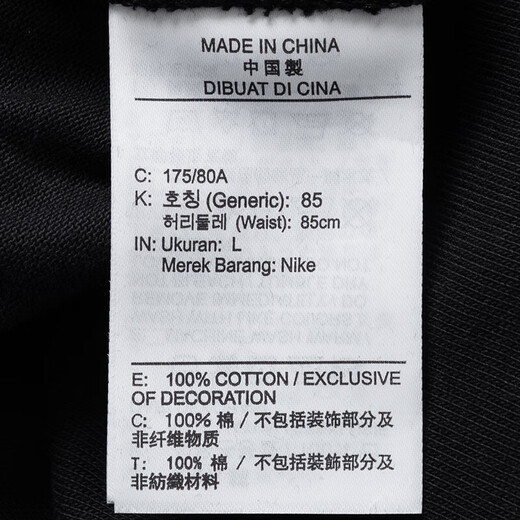 MADE IN CHINA
中国製
DIBUAT DI CINA
C: 175/80A
K: 호칭 (Generic): 85
허리둘레 (Waist): 85cm
IN: Ukuran: L
Merek Barang: Nike
E: 100% COTTON / EXCLUSIVE
OF DECORATION
C: 100% 棉 / 不包括装饰部分及
非纤维物质
T: 100% 棉 / 不包括裝飾部分及
非紡織材料